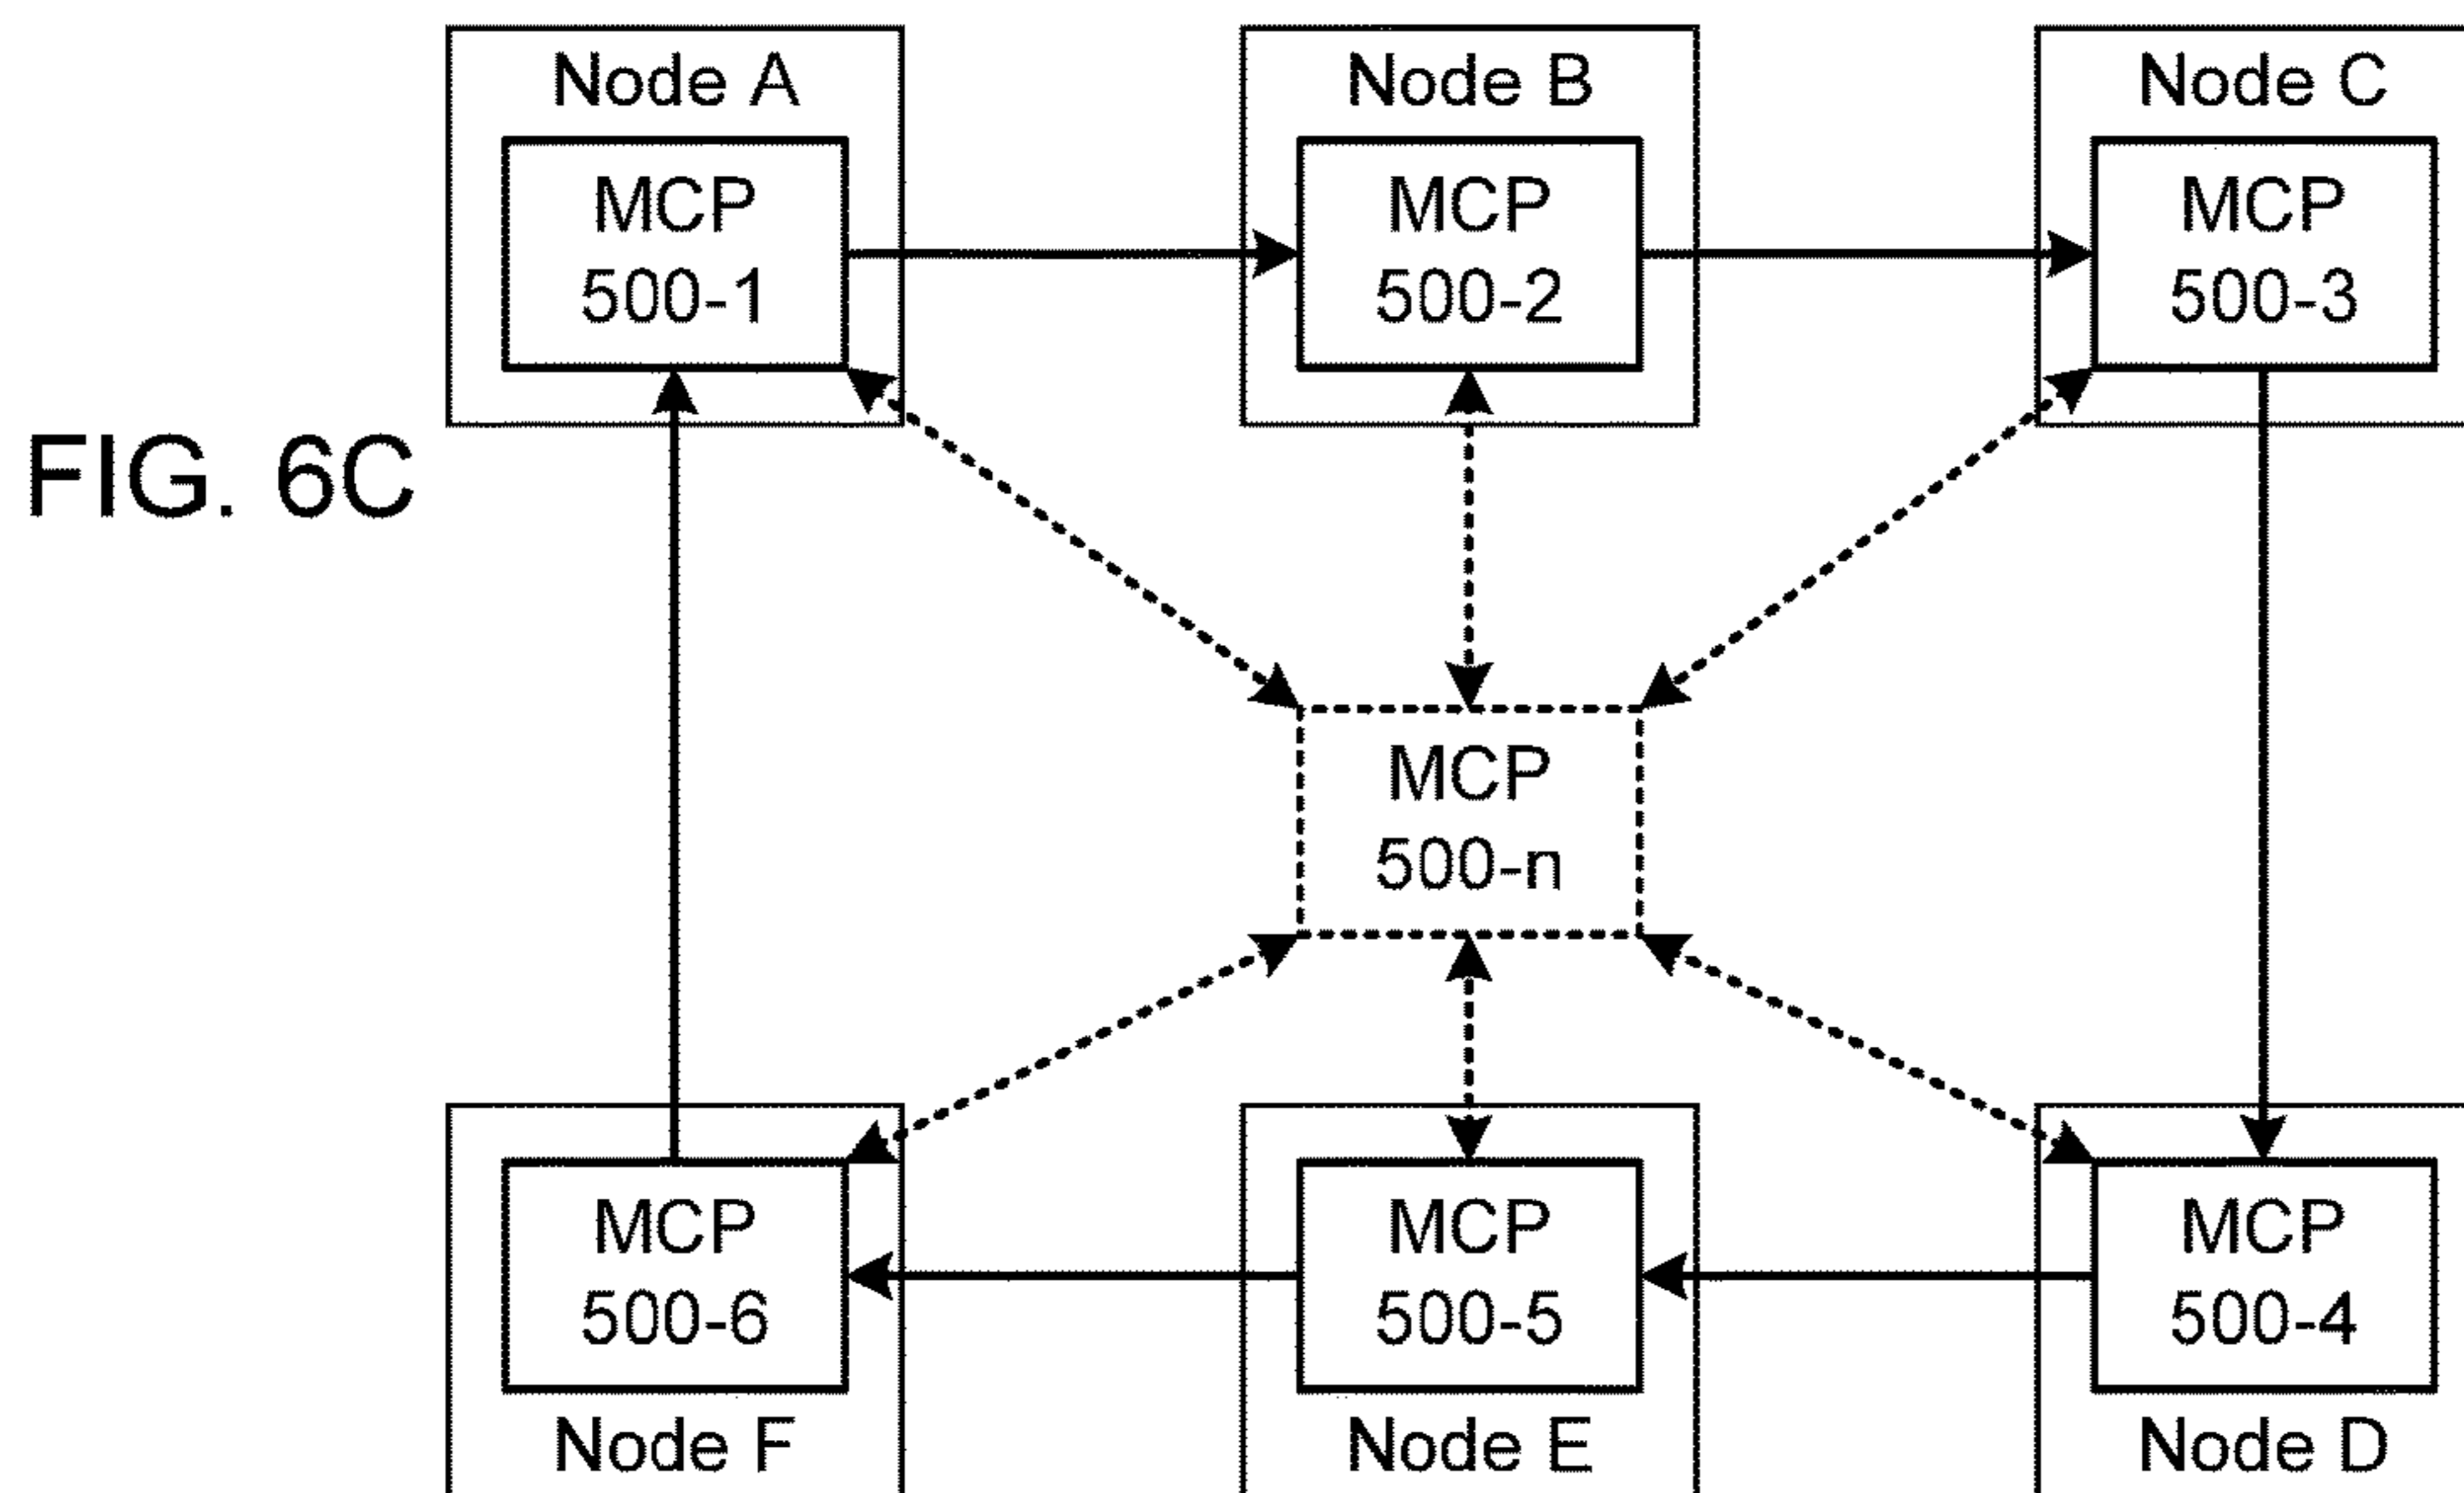 Node A
MCP
500-1
Node B
MCP
500-2
Node C
MCP
500-3
FIG. 6C
MCP
500-n
MCP
500-6
Node F
MCP
500-5
Node E
MCP
500-4
Node D